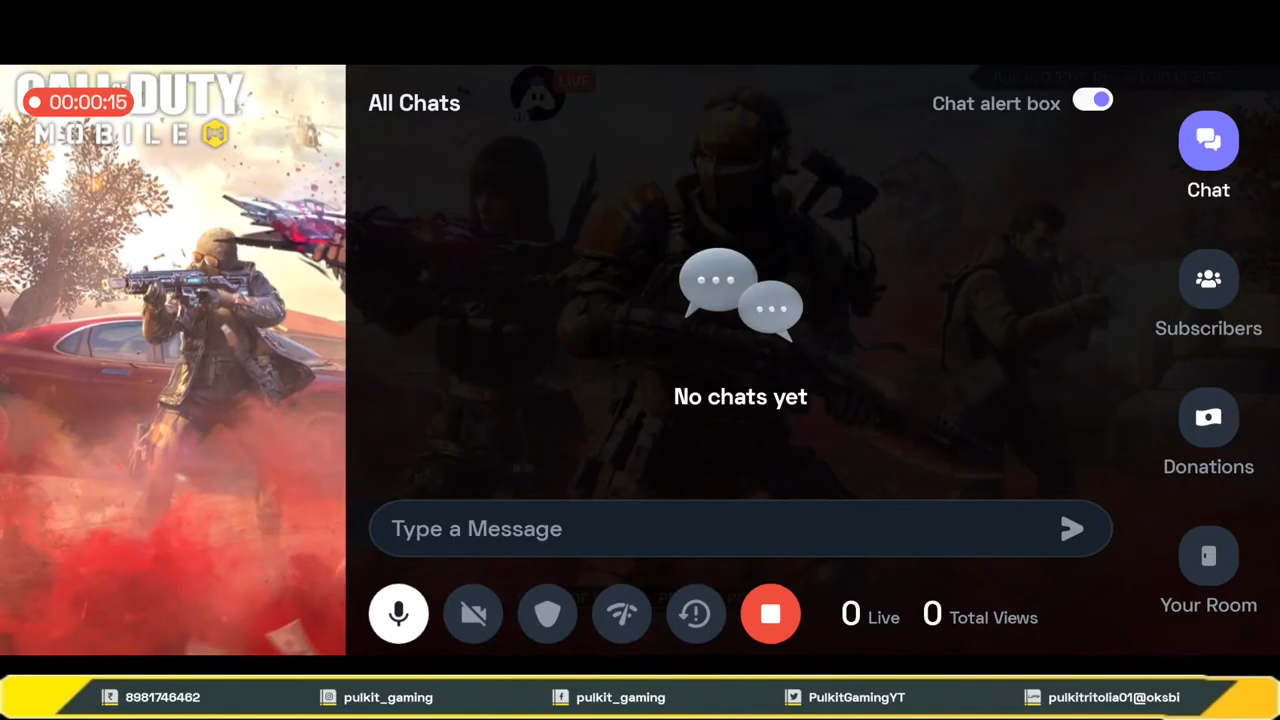 CALL OF DUTY
MOBILE
00:00:15
LIVE
All Chats
Chat alert box
Chat
Subscribers
No chats yet
Donations
Type a Message
Your Room
0 Live
0 Total Views
8981746462
pulkit_gaming
pulkit_gaming
PulkitGamingYT
pulkitritolia01@oksbi